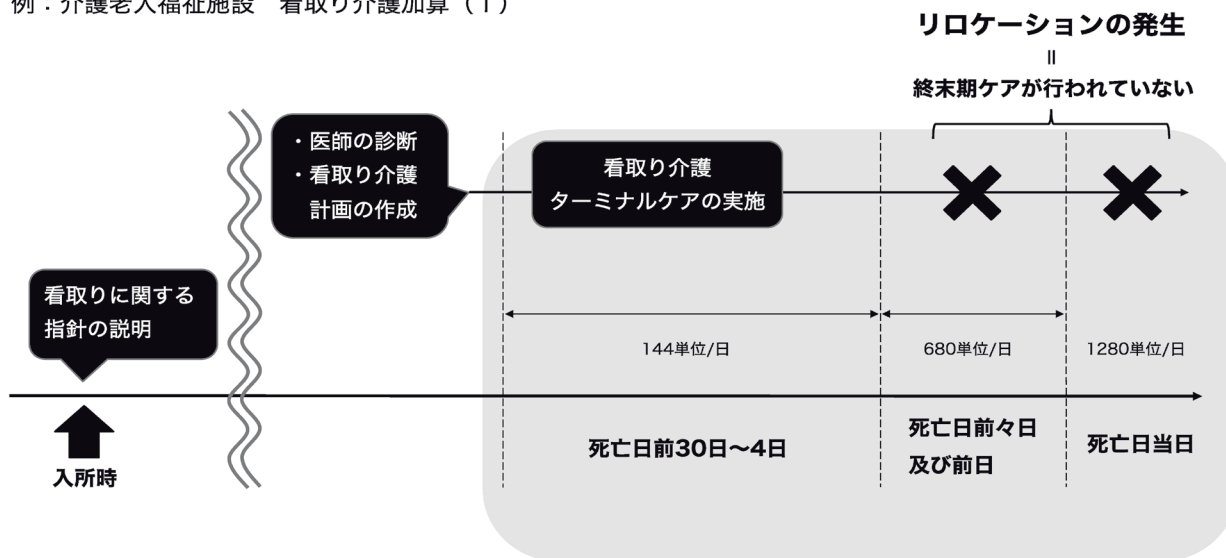 例：介護老人福祉施設　看取り介護加算（Ⅰ）
リロケーションの発生
＝
終末期ケアが行われていない
・医師の診断
・看取り介護
計画の作成
看取り介護
ターミナルケアの実施
看取りに関する
指針の説明
144単位/日
680単位/日
1280単位/日
入所時
死亡日前30日〜4日
死亡日前々日
及び前日
死亡日当日